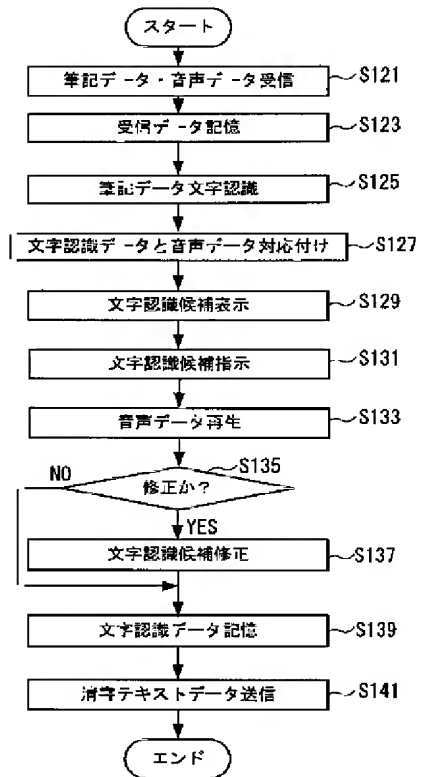 スタート
筆記データ・音声データ受信 S121
受信データ記憶 S123
筆記データ文字認識 S125
文字認識データと音声データ対応付け S127
文字認識候補表示 S129
文字認識候補指示 S131
音声データ再生 S133
S135
NO 修正か?
YES
文字認識候補修正 S137
文字認識データ記憶 S139
清書テキストデータ送信 S141
エンド